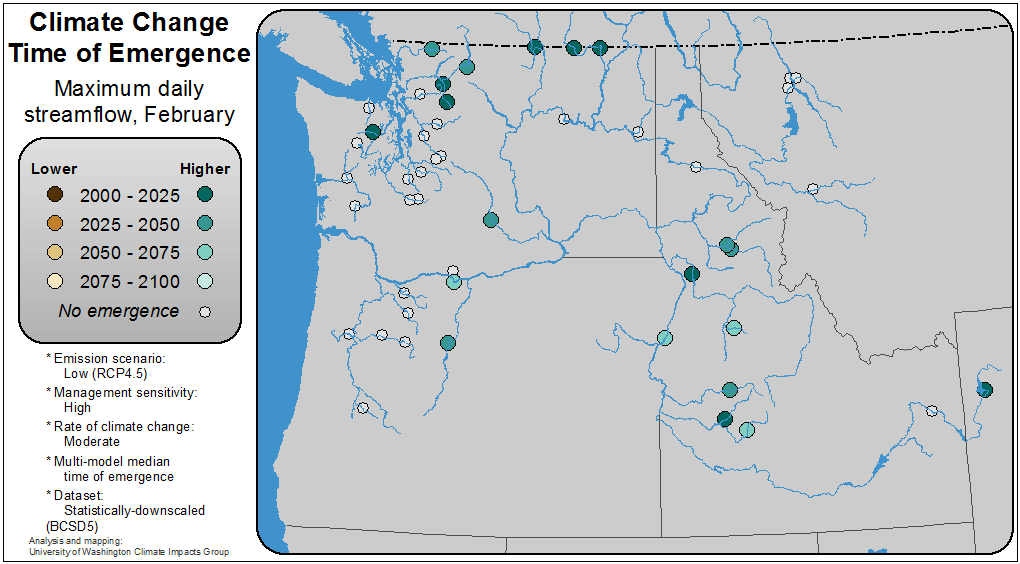 Climate Change
Time of Emergence
Maximum daily
streamflow, February
Lower Higher
2000 - 2025
2025 - 2050
2050 - 2075
2075 - 2100
No emergence
* Emission scenario:
Low (RCP4.5)
* Management sensitivity:
High
* Rate of climate change:
Moderate
* Multi-model median
time of emergence
* Dataset:
Statistically-downscaled
(BCSD5)
Analysis and mapping:
University of Washington Climate Impacts Group